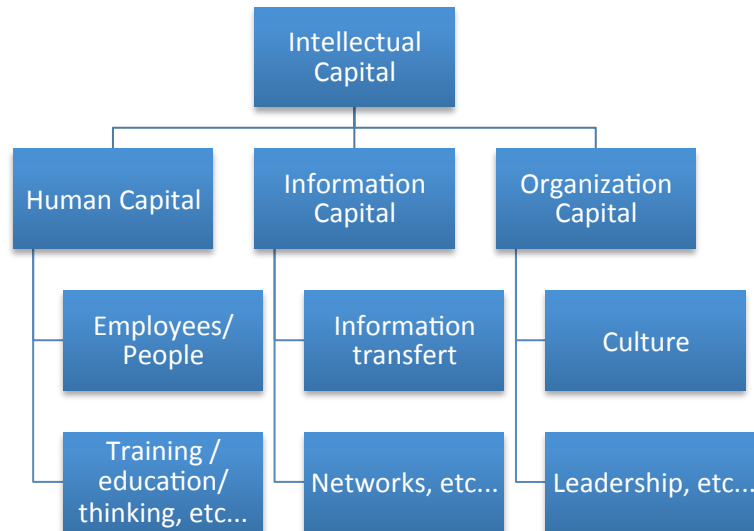 Intellectual
Capital
Human Capital
Information
Capital
Organization
Capital
Employees/
People
Information
transfert
Culture
Training /
education/
thinking, etc...
Networks, etc...
Leadership, etc...